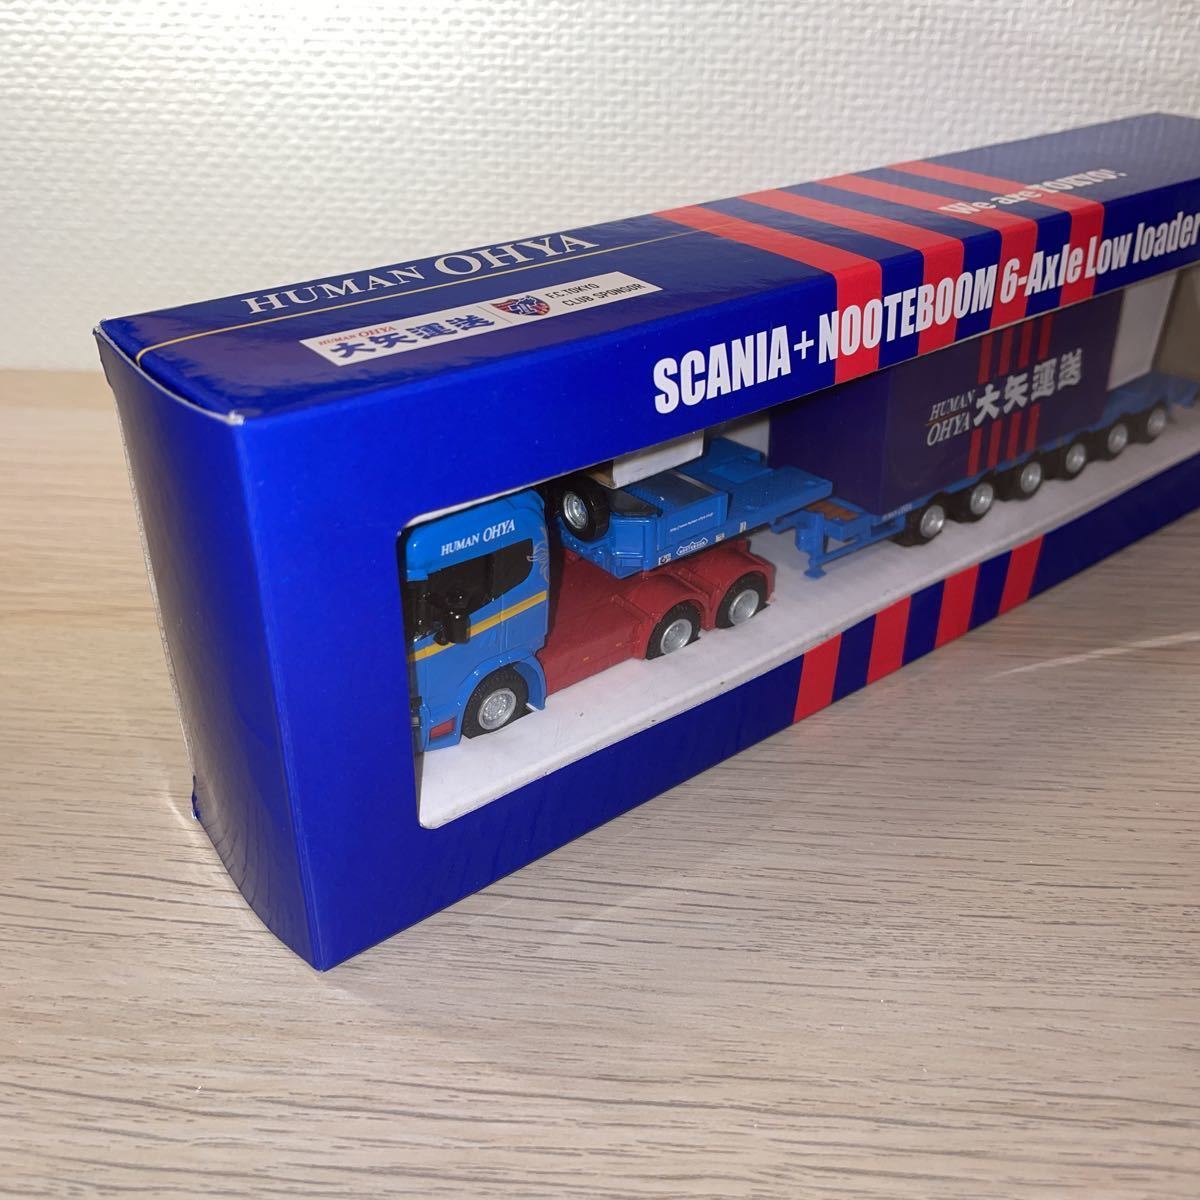 HUMAN OHYA
HUMAN OHYA
大矢運送
F.C.TOKYO
CLUB SPONSOR
We are TOKYO!
SCANIA+NOOTEBOOM 6-Axle Low loader
HUMAN
OHYA
大矢運送
HUMAN OHYA
NOOTEBOOM